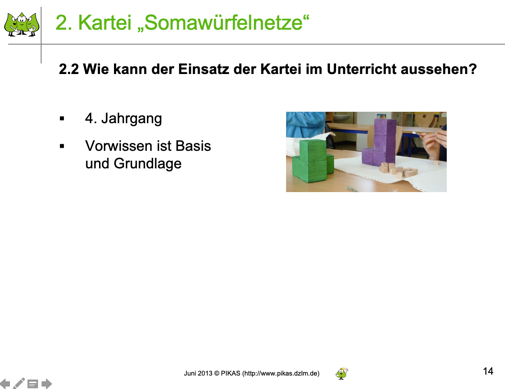 2. Kartei „Somawürfelnetze“
2.2 Wie kann der Einsatz der Kartei im Unterricht aussehen?
▪ 4. Jahrgang
▪ Vorwissen ist Basis
und Grundlage
Juni 2013 © PIKAS (http://www.pikas.dzlm.de)
14